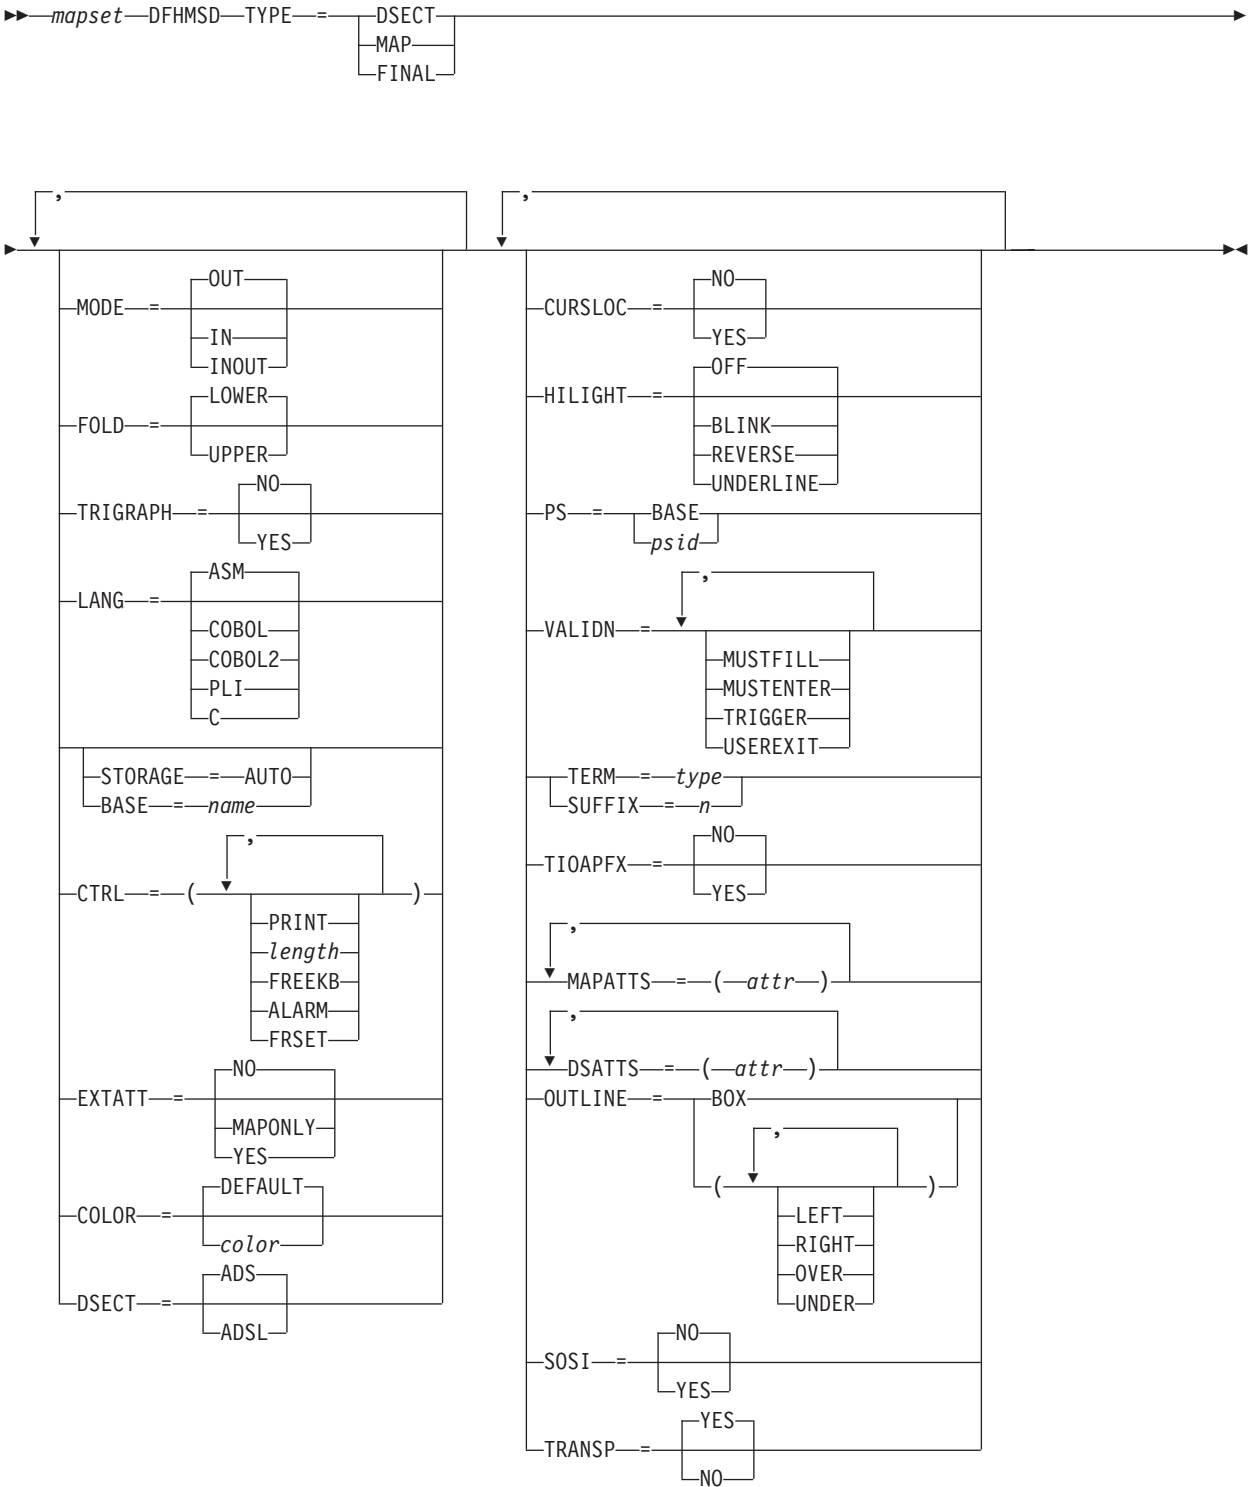 mapset DFHMSD TYPE = DSECT
MAP
FINAL
,
MODE =
OUT
IN
INOUT
FOLD =
LOWER
UPPER
TRIGRAPH =
NO
YES
LANG =
ASM
COBOL
COBOL2
PLI
C
STORAGE = AUTO
BASE = name
,
CTRL = ( )
PRINT
length
FREEKB
ALARM
FRSET
EXTATT =
NO
MAPONLY
YES
COLOR =
DEFAULT
color
DSECT =
ADS
ADSL
,
CURSLOC =
NO
YES
HILIGHT =
OFF
BLINK
REVERSE
UNDERLINE
PS = BASE
psid
,
VALIDN =
MUSTFILL
MUSTENTER
TRIGGER
USEREXIT
TERM = type
SUFFIX = n
TIOAPFX =
NO
YES
,
MAPATTS = ( attr )
,
DSATTS = ( attr )
OUTLINE = BOX
,
( )
LEFT
RIGHT
OVER
UNDER
SOSI =
NO
YES
TRANSP =
YES
NO